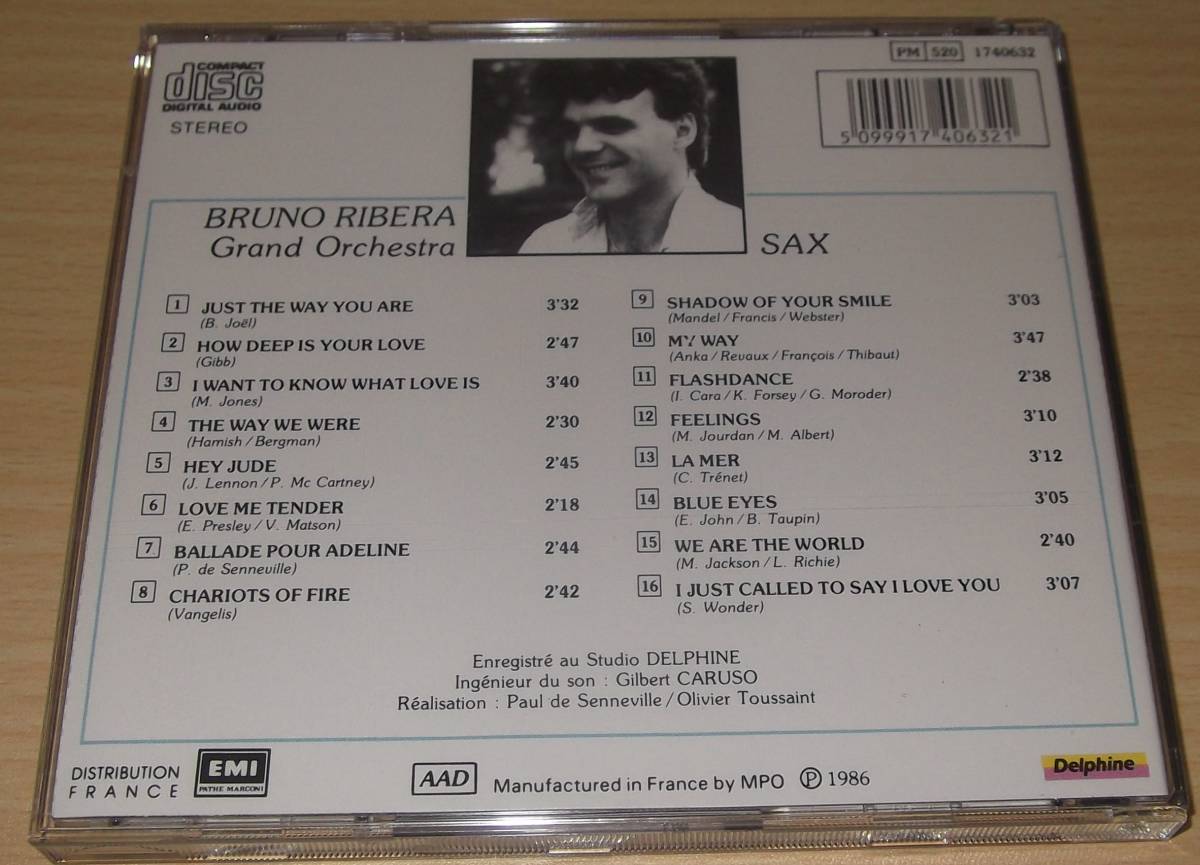 COMPACT
disc
DIGITAL AUDIO
STEREO
PM 520 1740632
5 099917 406321
BRUNO RIBERA
Grand Orchestra
SAX
1 JUST THE WAY YOU ARE 3'32
(B. Joël)
2 HOW DEEP IS YOUR LOVE 2'47
(Gibb)
3 I WANT TO KNOW WHAT LOVE IS 3'40
(M. Jones)
4 THE WAY WE WERE 2'30
(Hamish / Bergman)
5 HEY JUDE 2'45
(J. Lennon / P. Mc Cartney)
6 LOVE ME TENDER 2'18
(E. Presley / V. Matson)
7 BALLADE POUR ADELINE 2'44
(P. de Senneville)
8 CHARIOTS OF FIRE 2'42
(Vangelis)
9 SHADOW OF YOUR SMILE 3'03
(Mandel / Francis / Webster)
10 MY WAY 3'47
(Anka / Revaux / François / Thibaut)
11 FLASHDANCE 2'38
(I. Cara / K. Forsey / G. Moroder)
12 FEELINGS 3'10
(M. Jourdan / M. Albert)
13 LA MER 3'12
(C. Trénet)
14 BLUE EYES 3'05
(E. John / B. Taupin)
15 WE ARE THE WORLD 2'40
(M. Jackson / L. Richie)
16 I JUST CALLED TO SAY I LOVE YOU 3'07
(S. Wonder)
Enregistré au Studio DELPHINE
Ingénieur du son : Gilbert CARUSO
Réalisation : Paul de Senneville / Olivier Toussaint
DISTRIBUTION
FRANCE
EMI
PATHE MARCONI
AAD
Manufactured in France by MPO Ⓟ 1986
Delphine